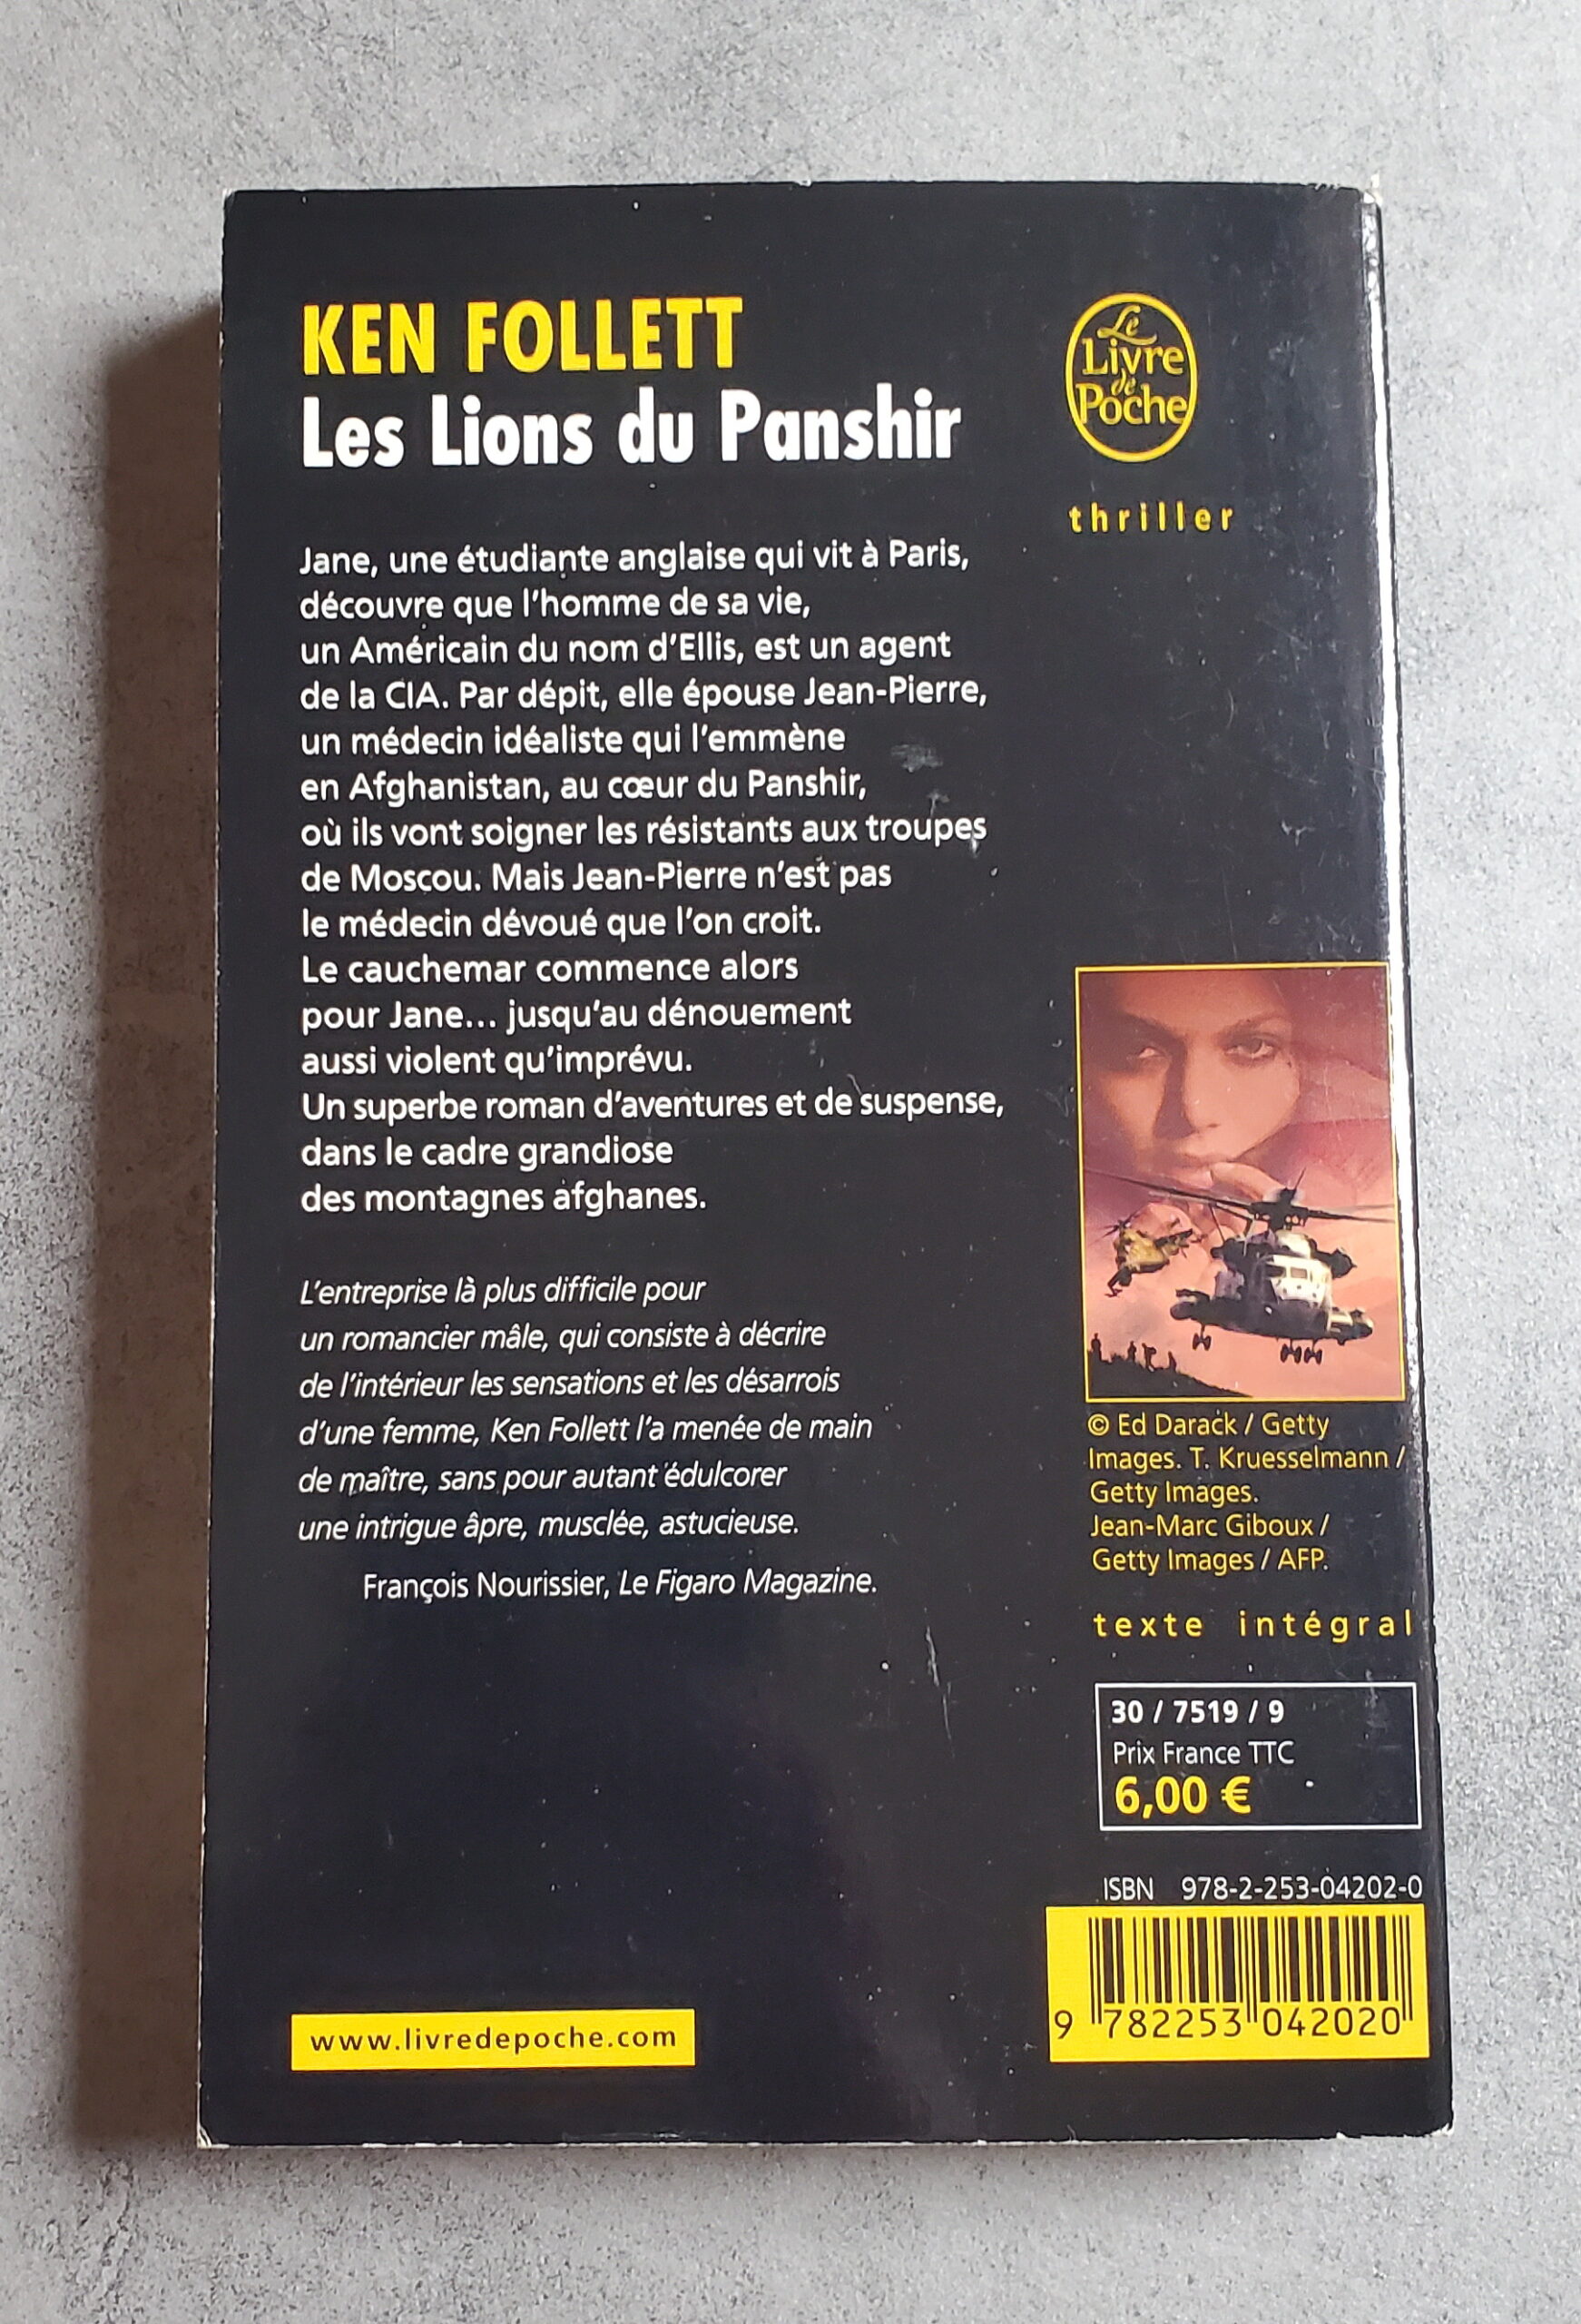 KEN FOLLETT
Les Lions du Panshir
Le
Livre
de
Poche
thriller
Jane, une étudiante anglaise qui vit à Paris,
découvre que l'homme de sa vie,
un Américain du nom d'Ellis, est un agent
de la CIA. Par dépit, elle épouse Jean-Pierre,
un médecin idéaliste qui l'emmène
en Afghanistan, au cœur du Panshir,
où ils vont soigner les résistants aux troupes
de Moscou. Mais Jean-Pierre n'est pas
le médecin dévoué que l'on croit.
Le cauchemar commence alors
pour Jane... jusqu'au dénouement
aussi violent qu'imprévu.
Un superbe roman d'aventures et de suspense,
dans le cadre grandiose
des montagnes afghanes.
L'entreprise là plus difficile pour
un romancier mâle, qui consiste à décrire
de l'intérieur les sensations et les désarrois
d'une femme, Ken Follett l'a menée de main
de maître, sans pour autant édulcorer
une intrigue âpre, musclée, astucieuse.
François Nourissier, Le Figaro Magazine.
© Ed Darack / Getty
Images. T. Kruesselmann /
Getty Images.
Jean-Marc Giboux /
Getty Images / AFP.
texte intégral
30 / 7519 / 9
Prix France TTC
6,00 €
ISBN 978-2-253-04202-0
9 782253 042020
www.livredepoche.com